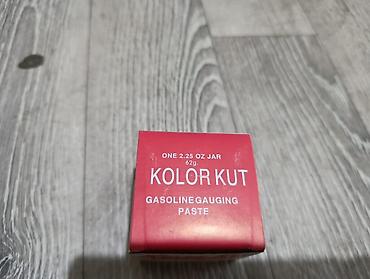 ONE 2.25 OZ JAR
62g.
KOLOR KUT
GASOLINE GAUGING
PASTE